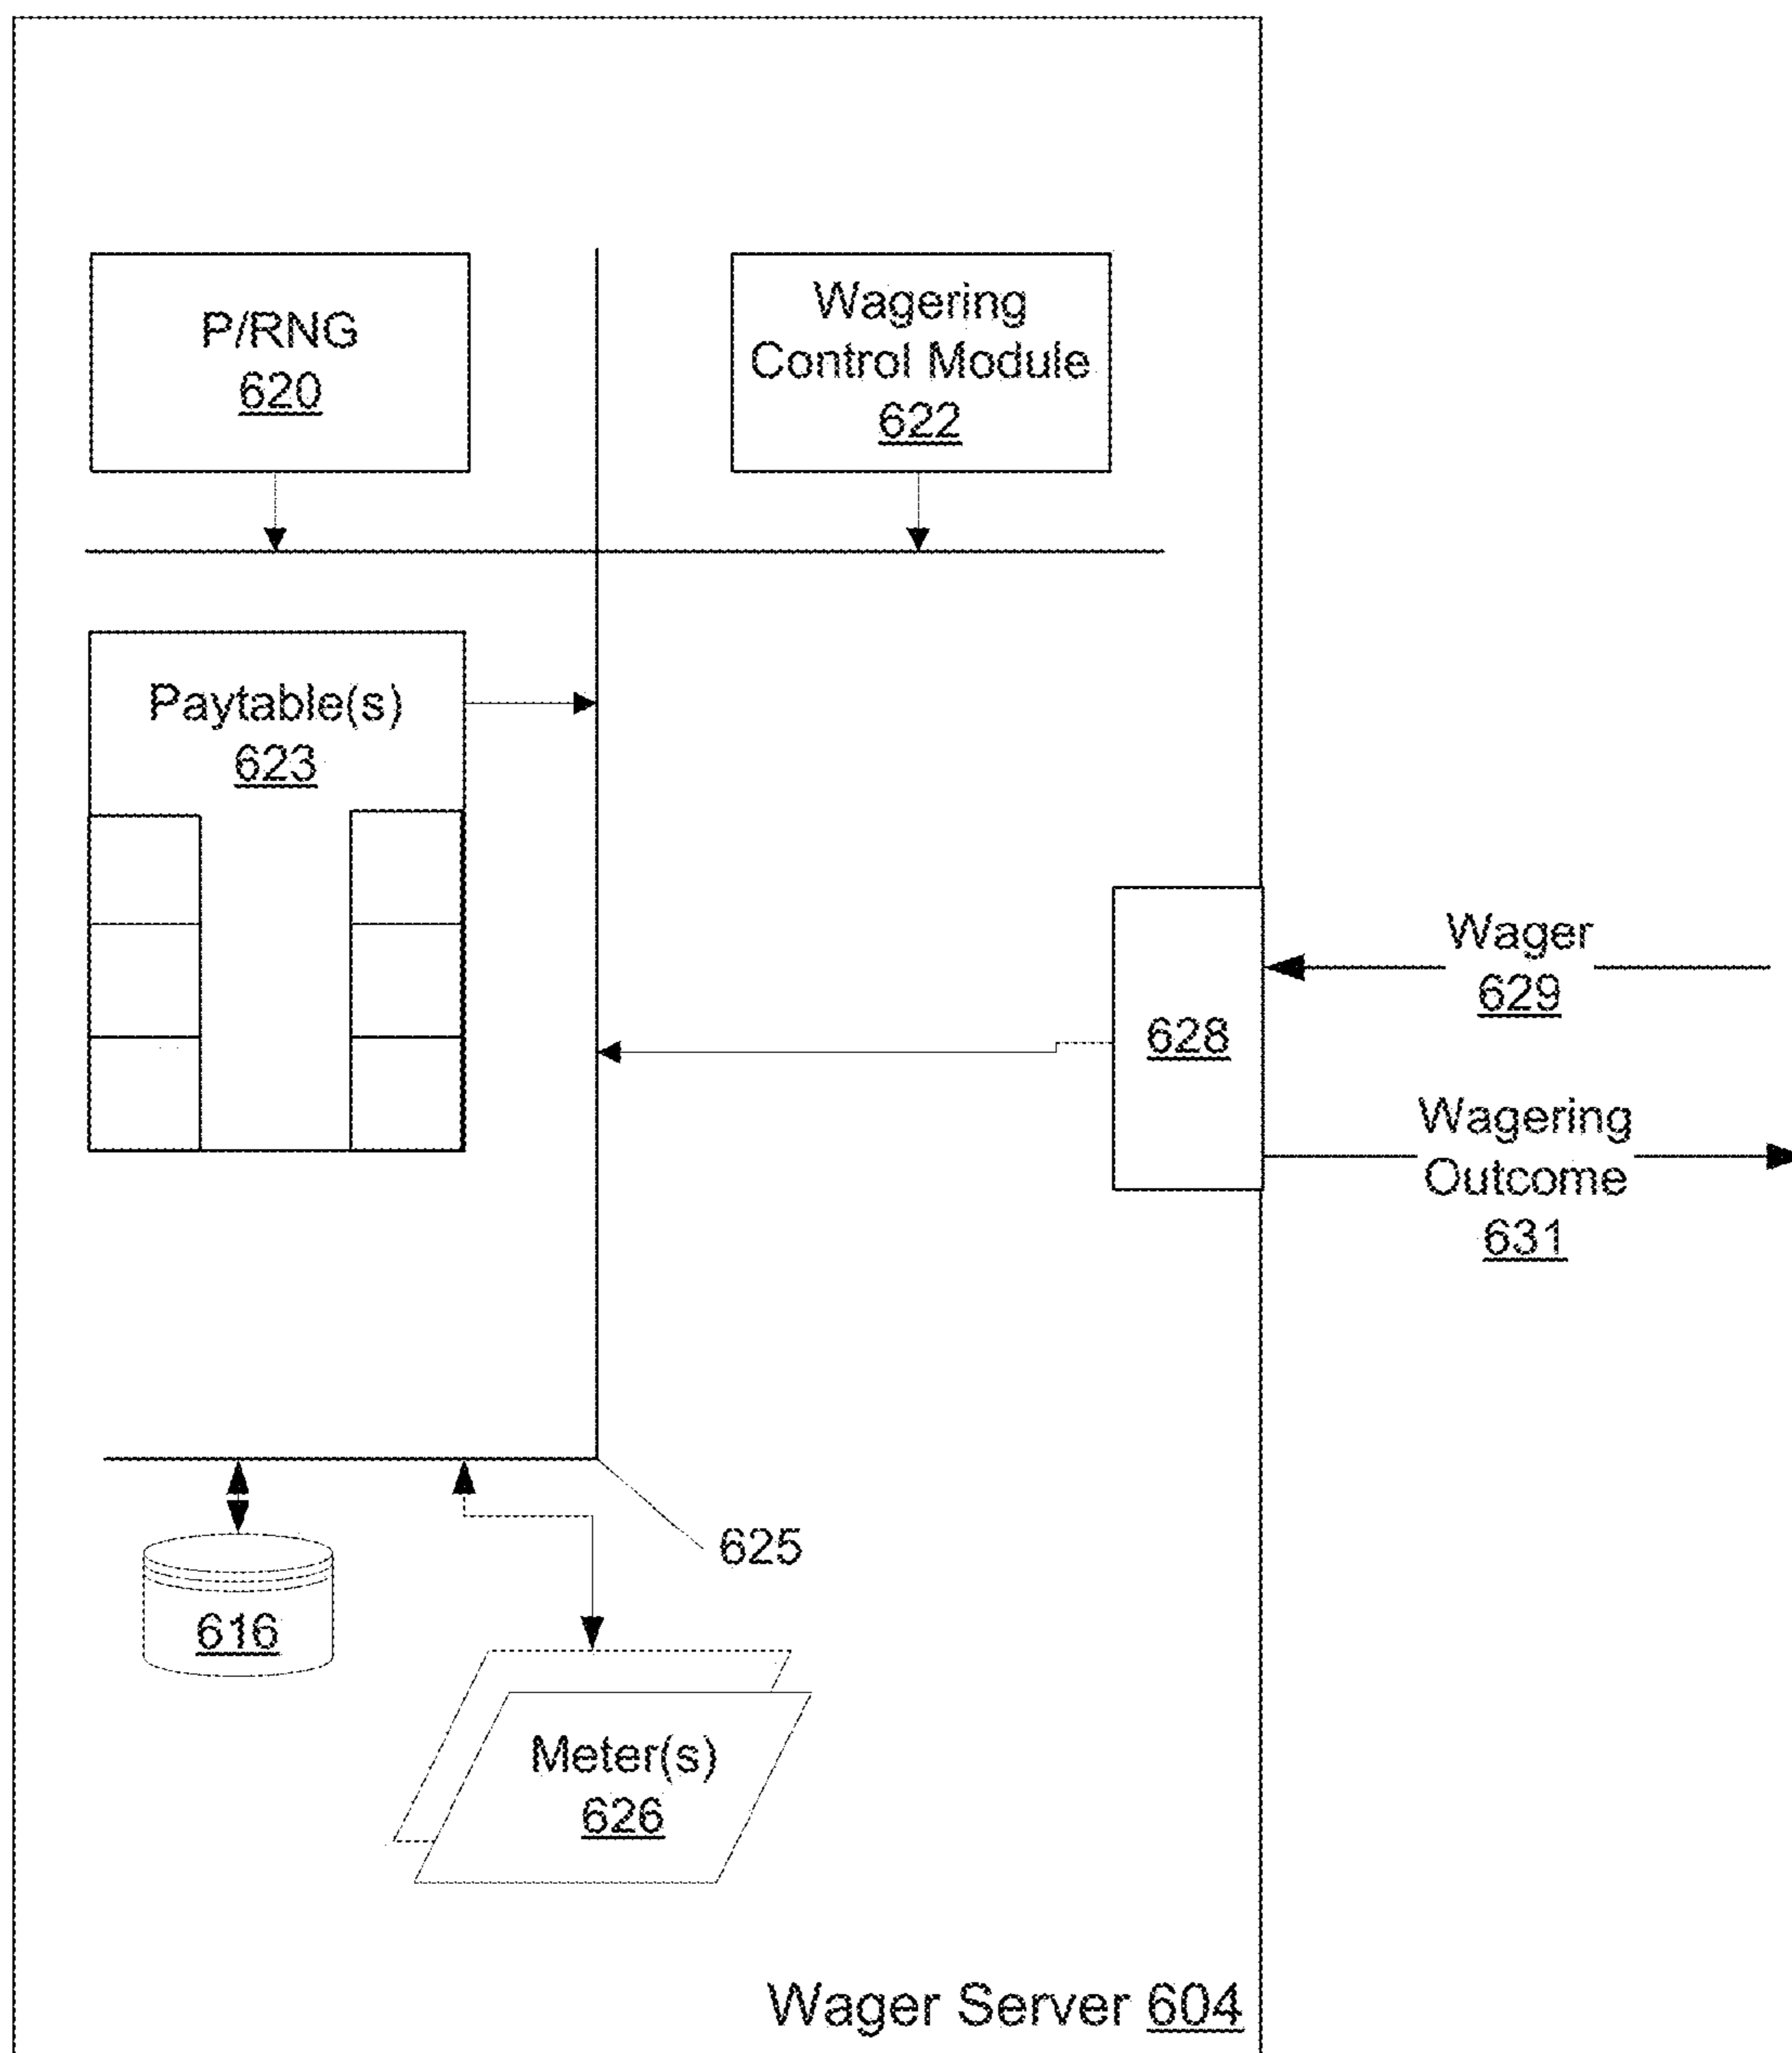 P/RNG
620
Wagering
Control Module
622
Paytable(s)
623
Wager
629
628
Wagering
Outcome
631
625
616
Meter(s)
626
Wager Server 604